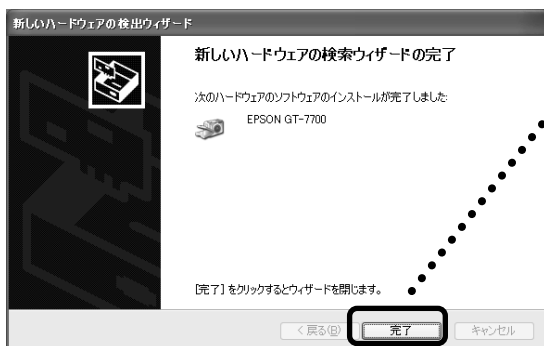 新しいハードウェアの検出ウィザード
新しいハードウェアの検索ウィザードの完了
次のハードウェアのソフトウェアのインストールが完了しました:
EPSON GT-7700
[完了] をクリックするとウィザードを閉じます。
< 戻る(B)
完了
キャンセル